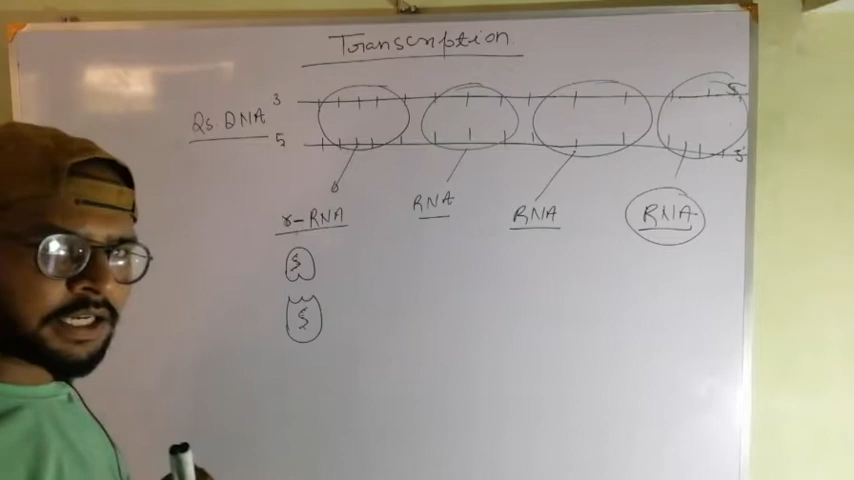 Transcription
3 5
ds. DNA
5 3'
r-RNA RNA RNA RNA